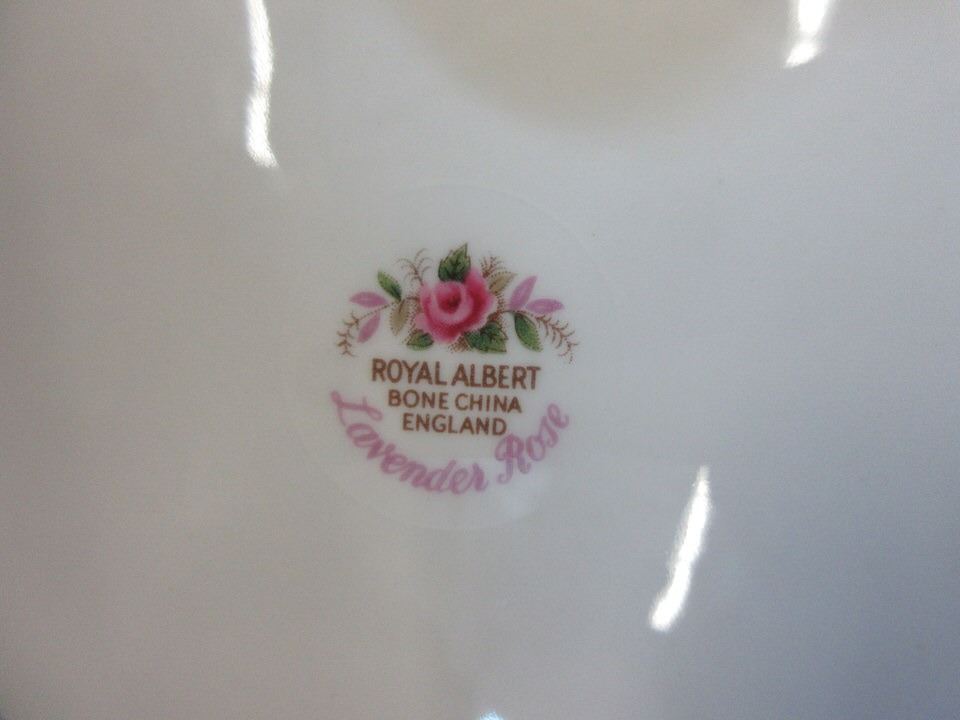 ROYAL ALBERT
BONE CHINA
ENGLAND
Lavender Rose